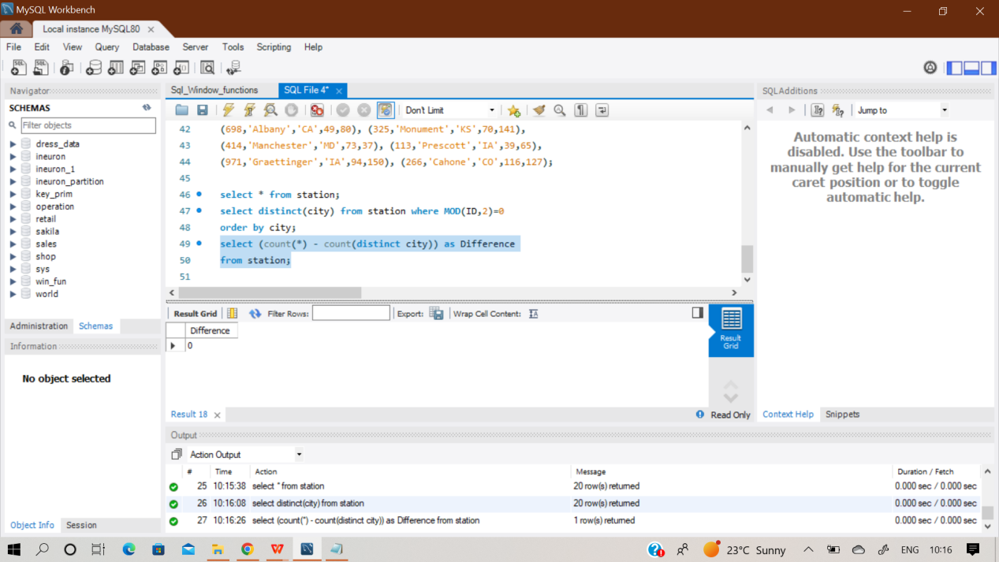 MySQL Workbench
Local instance MySQL80
File Edit View Query Database Server Tools Scripting Help
Navigator
SCHEMAS
Filter objects
dress_data
ineuron
ineuron_1
ineuron_partition
key_prim
operation
retail
sakila
sales
shop
sys
win_fun
world
Administration Schemas
Information
No object selected
Object Info Session
Sql_Window_functions SQL File 4*
Don't Limit
42 (698,'Albany','CA',49,80), (325,'Monument','KS',70,141),
43 (414,'Manchester','MD',73,37), (113,'Prescott','IA',39,65),
44 (971,'Graettinger','IA',94,150), (266,'Cahone','CO',116,127);
45
46 select * from station;
47 select distinct(city) from station where MOD(ID,2)=0
48 order by city;
49 select (count(*) - count(distinct city)) as Difference
50 from station;
51
Result Grid Filter Rows: Export: Wrap Cell Content:
Difference
0
Result Grid
Result 18 Read Only
SQLAdditions
Jump to
Automatic context help is
disabled. Use the toolbar to
manually get help for the current
caret position or to toggle
automatic help.
Context Help Snippets
Output
Action Output
# Time Action Message Duration / Fetch
25 10:15:38 select * from station 20 row(s) returned 0.000 sec / 0.000 sec
26 10:16:08 select distinct(city) from station 20 row(s) returned 0.000 sec / 0.000 sec
27 10:16:26 select (count(*) - count(distinct city)) as Difference from station 1 row(s) returned 0.000 sec / 0.000 sec
23°C Sunny ENG 10:16